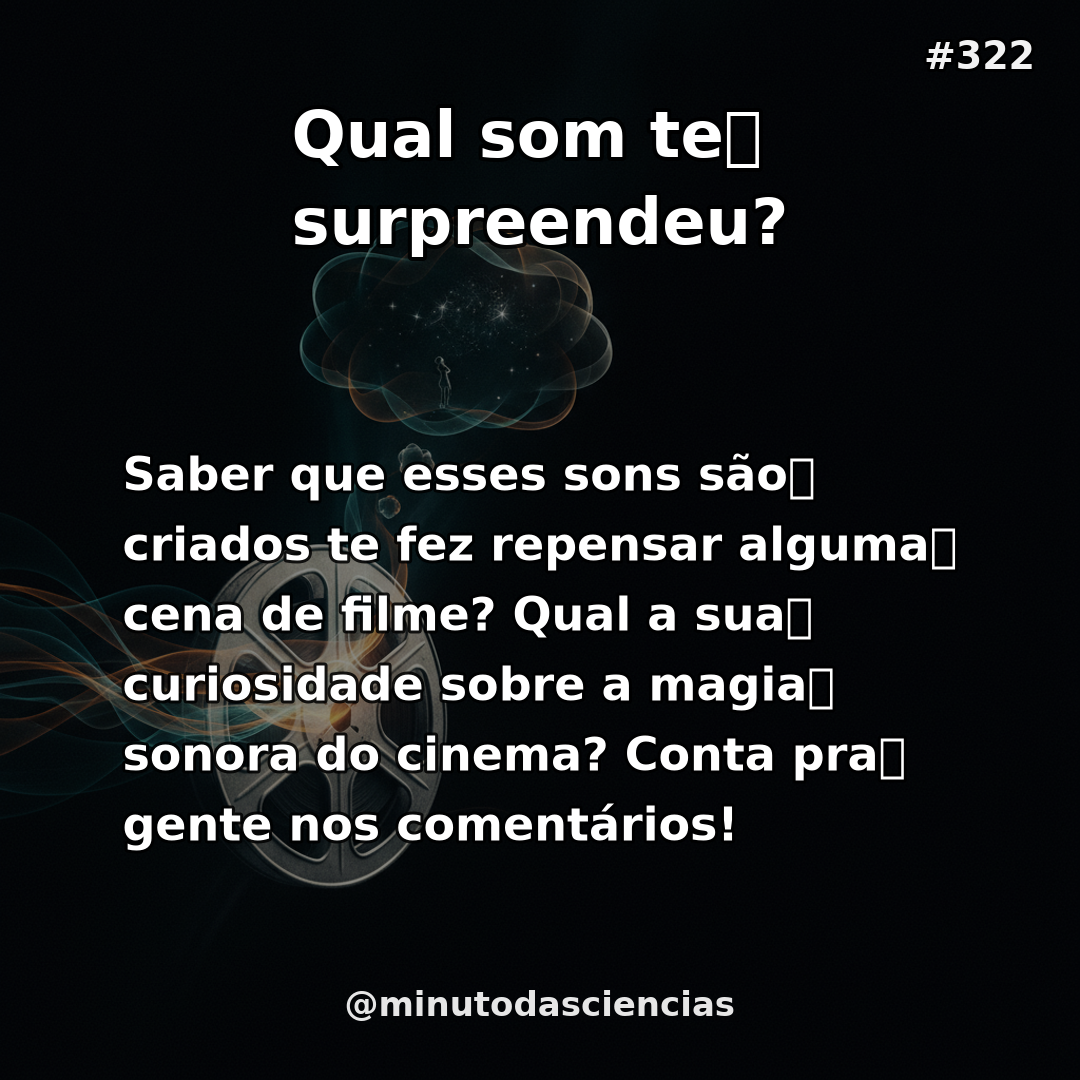 #322
Qual som te
surpreendeu?
Saber que esses sons são
criados te fez repensar alguma
cena de filme? Qual a sua
curiosidade sobre a magia
sonora do cinema? Conta pra
gente nos comentários!
@minutodasciencias